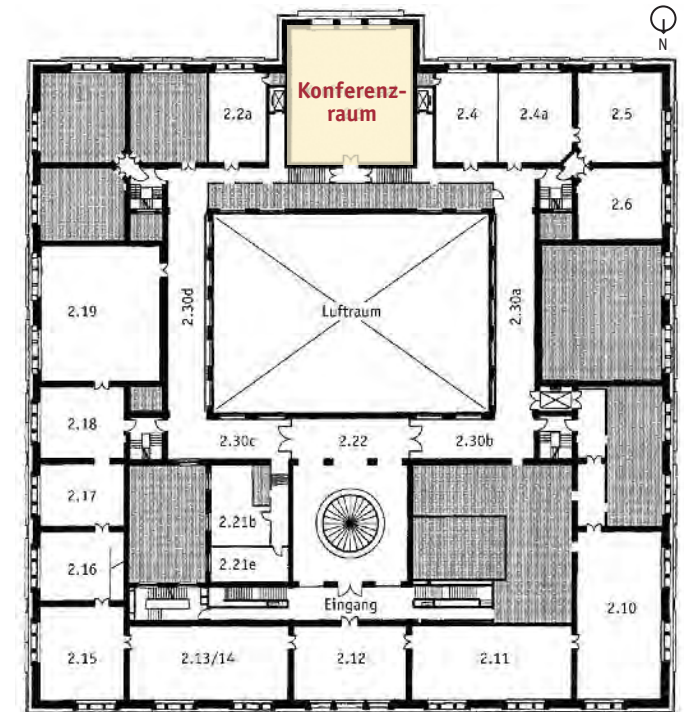 N
Konferenz-
raum
2.2a
2.4
2.4a
2.5
2.6
2.30d
2.30a
2.19
Luftraum
2.18
2.30c
2.22
2.30b
2.17
2.21b
2.16
2.21e
Eingang
2.10
2.15
2.13/14
2.12
2.11